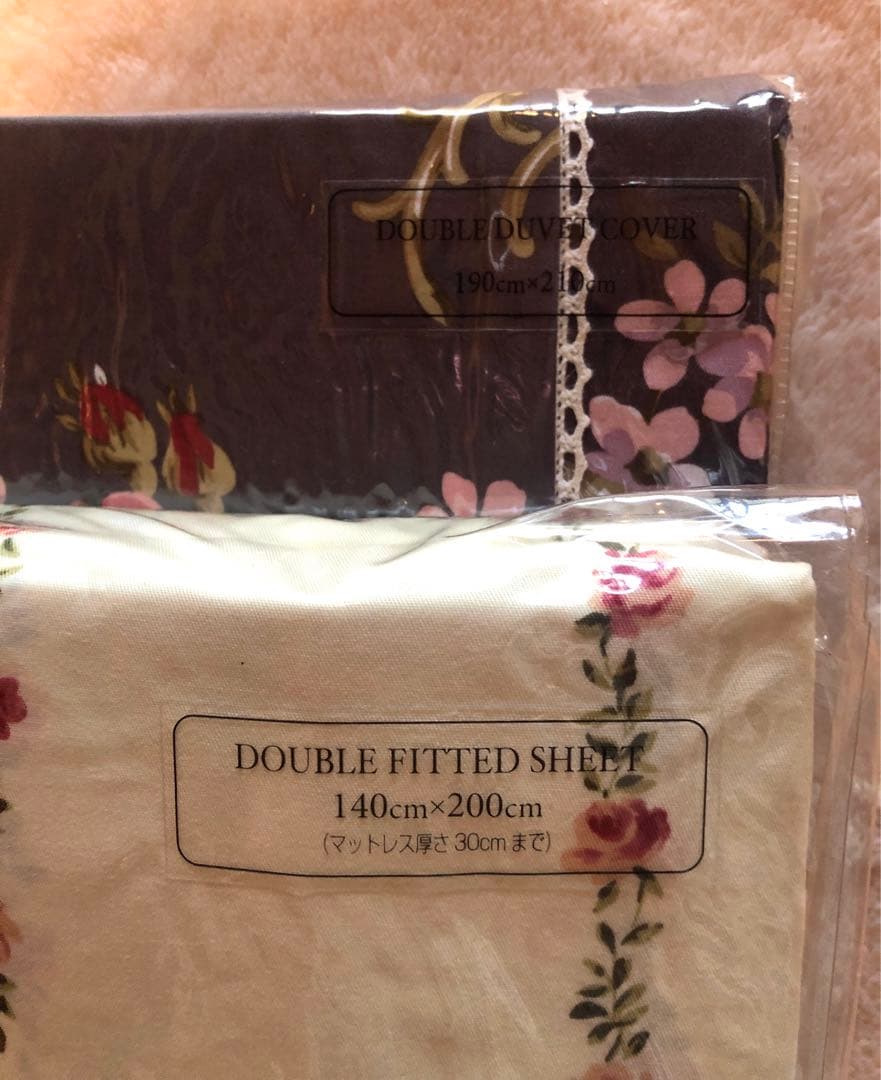 DOUBLE DUVET COVER
190cm×210cm
DOUBLE FITTED SHEET
140cm×200cm
(マットレス厚さ30cmまで)